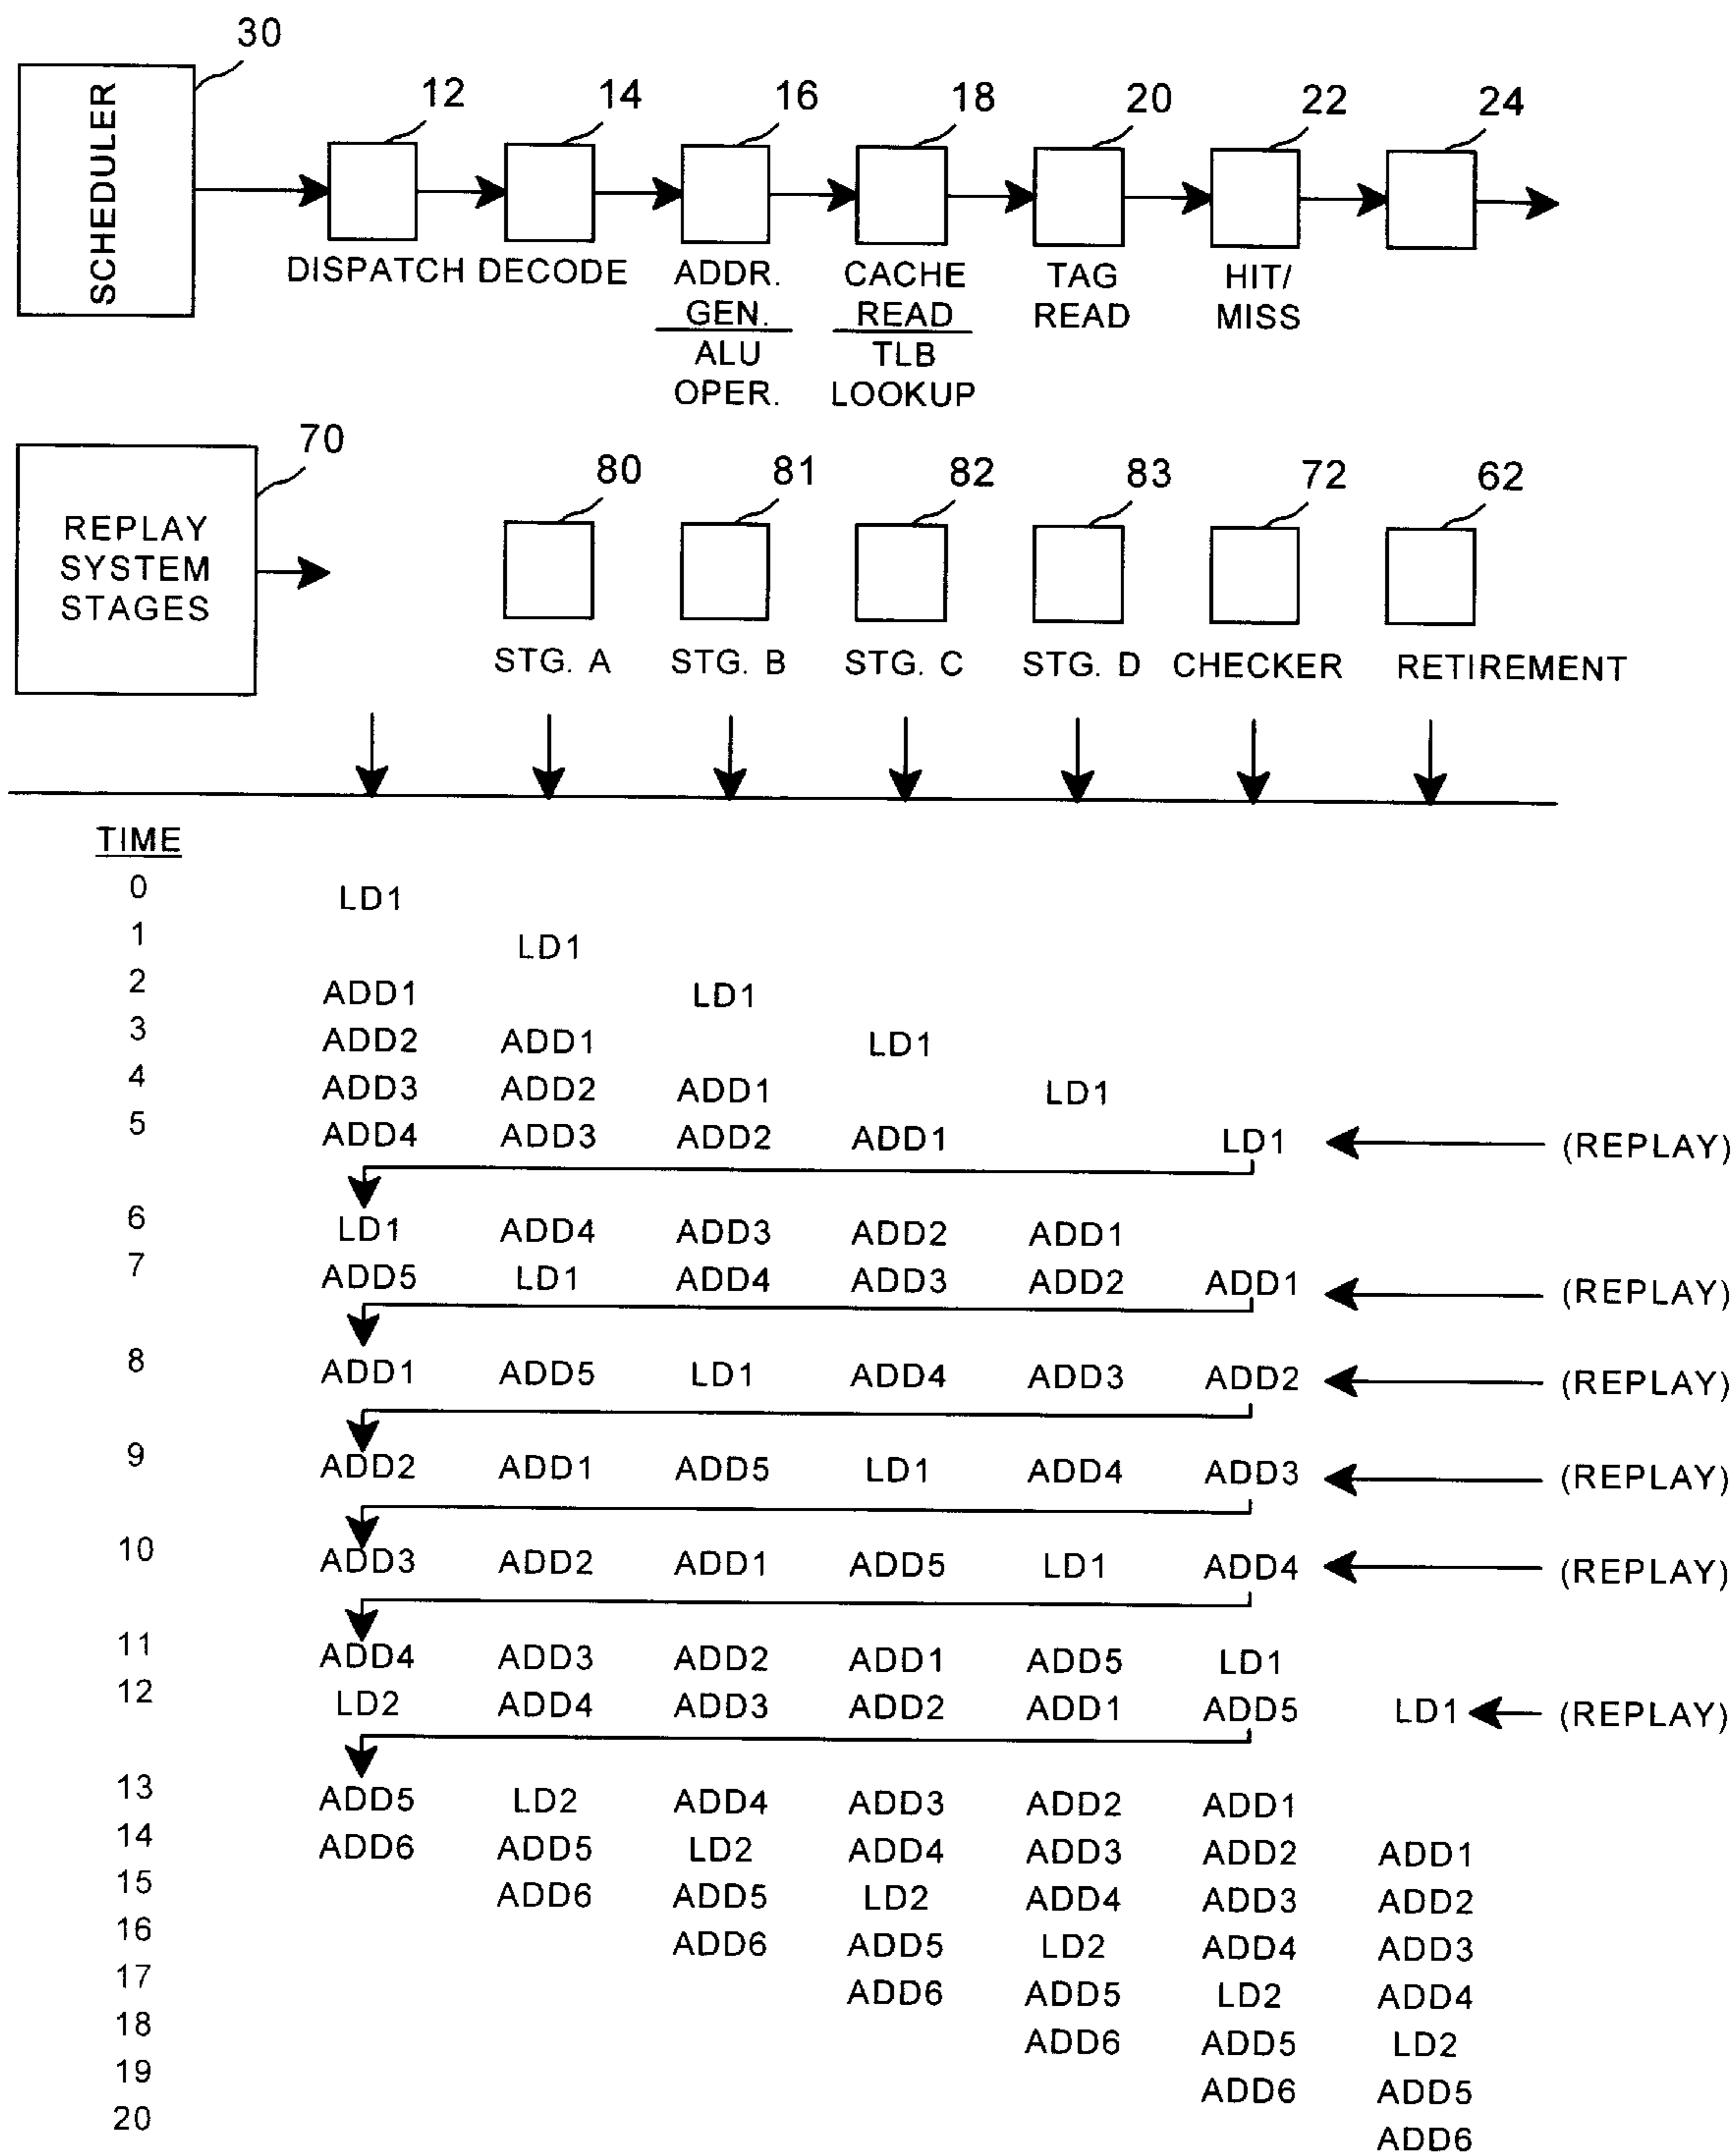 30
SCHEDULER
12 14 16 18 20 22 24
DISPATCH DECODE ADDR. CACHE TAG HIT/
GEN. READ READ MISS
ALU TLB
OPER. LOOKUP
70
REPLAY
SYSTEM
STAGES
80 81 82 83 72 62
STG. A STG. B STG. C STG. D CHECKER RETIREMENT
TIME
0 LD1
1 LD1
2 ADD1 LD1
3 ADD2 ADD1 LD1
4 ADD3 ADD2 ADD1 LD1
5 ADD4 ADD3 ADD2 ADD1 LD1 (REPLAY)
6 LD1 ADD4 ADD3 ADD2 ADD1
7 ADD5 LD1 ADD4 ADD3 ADD2 ADD1 (REPLAY)
8 ADD1 ADD5 LD1 ADD4 ADD3 ADD2 (REPLAY)
9 ADD2 ADD1 ADD5 LD1 ADD4 ADD3 (REPLAY)
10 ADD3 ADD2 ADD1 ADD5 LD1 ADD4 (REPLAY)
11 ADD4 ADD3 ADD2 ADD1 ADD5 LD1
12 LD2 ADD4 ADD3 ADD2 ADD1 ADD5 LD1 (REPLAY)
13 ADD5 LD2 ADD4 ADD3 ADD2 ADD1
14 ADD6 ADD5 LD2 ADD4 ADD3 ADD2 ADD1
15 ADD6 ADD5 LD2 ADD4 ADD3 ADD2
16 ADD6 ADD5 LD2 ADD4 ADD3
17 ADD6 ADD5 LD2 ADD4
18 ADD6 ADD5 LD2
19 ADD6 ADD5
20 ADD6